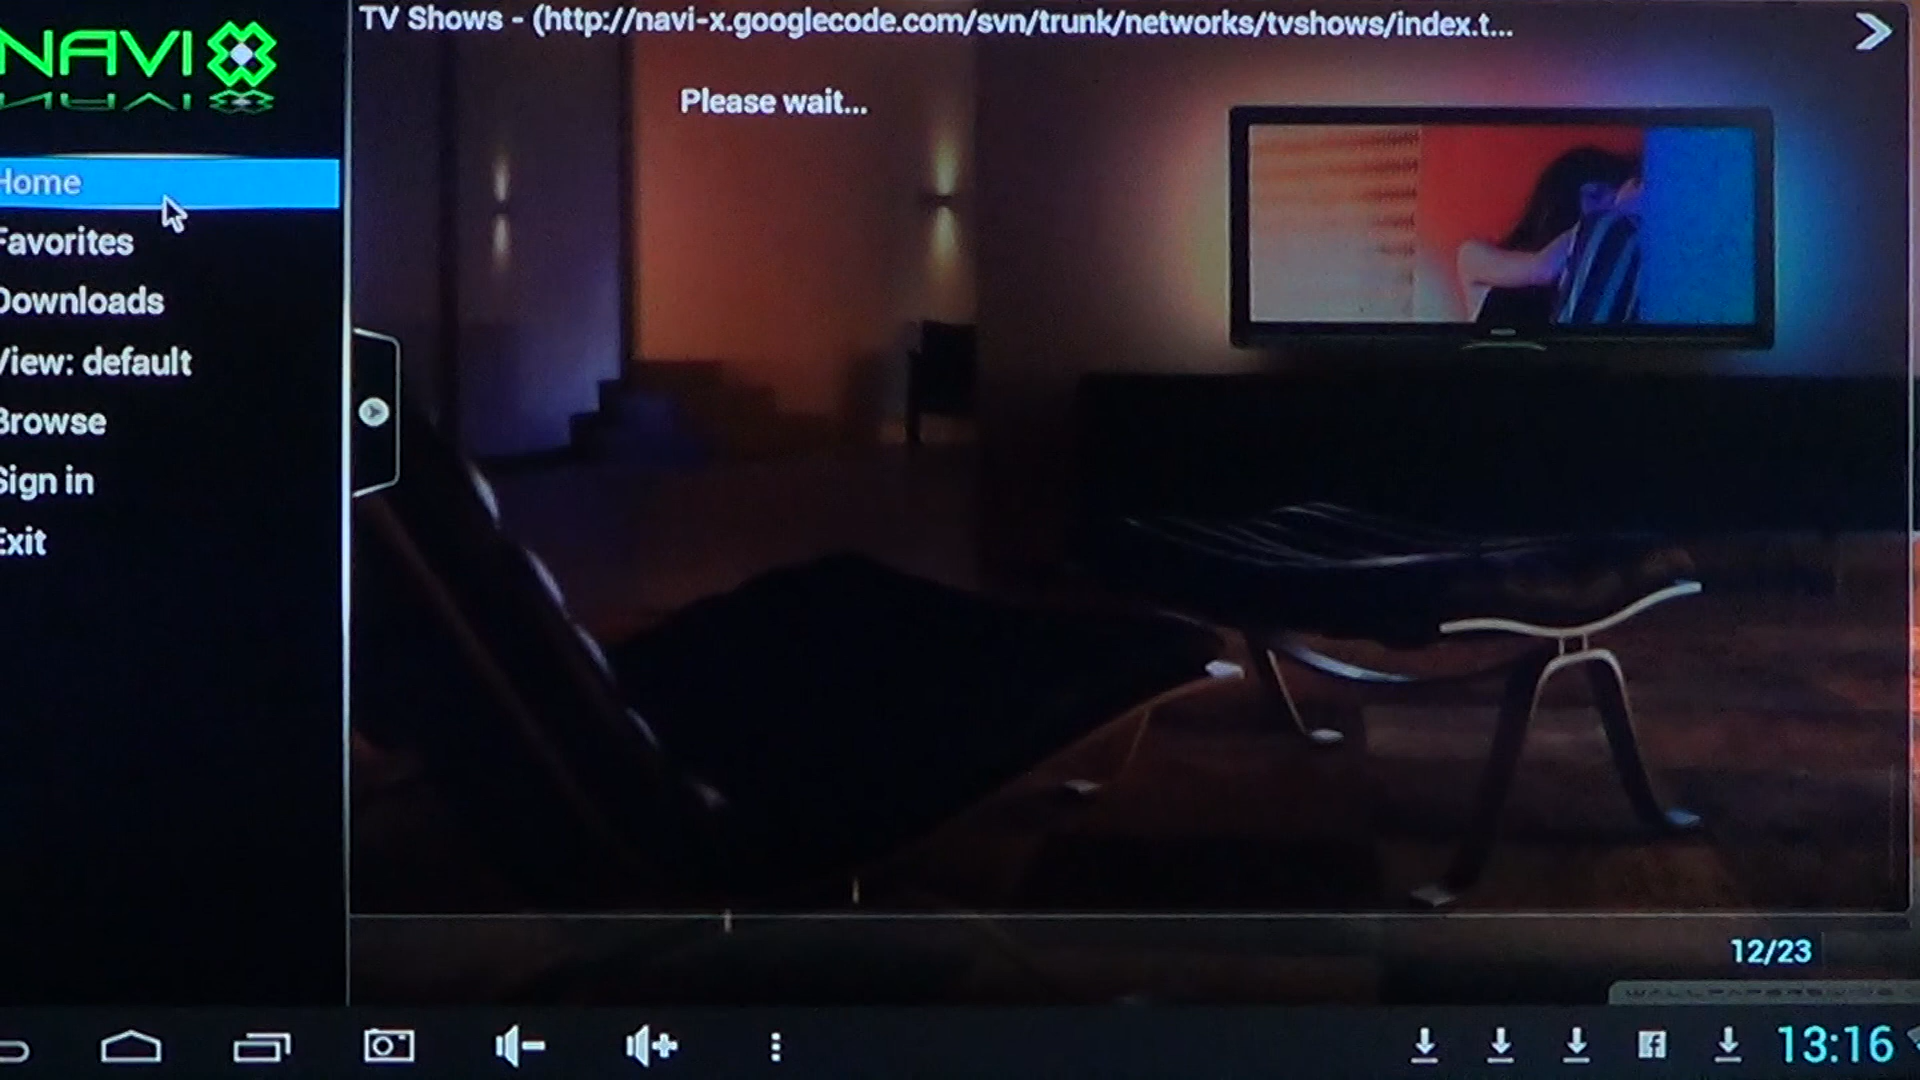 NAVI X
TV Shows - (http://navi-x.googlecode.com/svn/trunk/networks/tvshows/index.t...
Please wait...
Home
Favorites
Downloads
View: default
Browse
Sign in
Exit
12/23
13:16